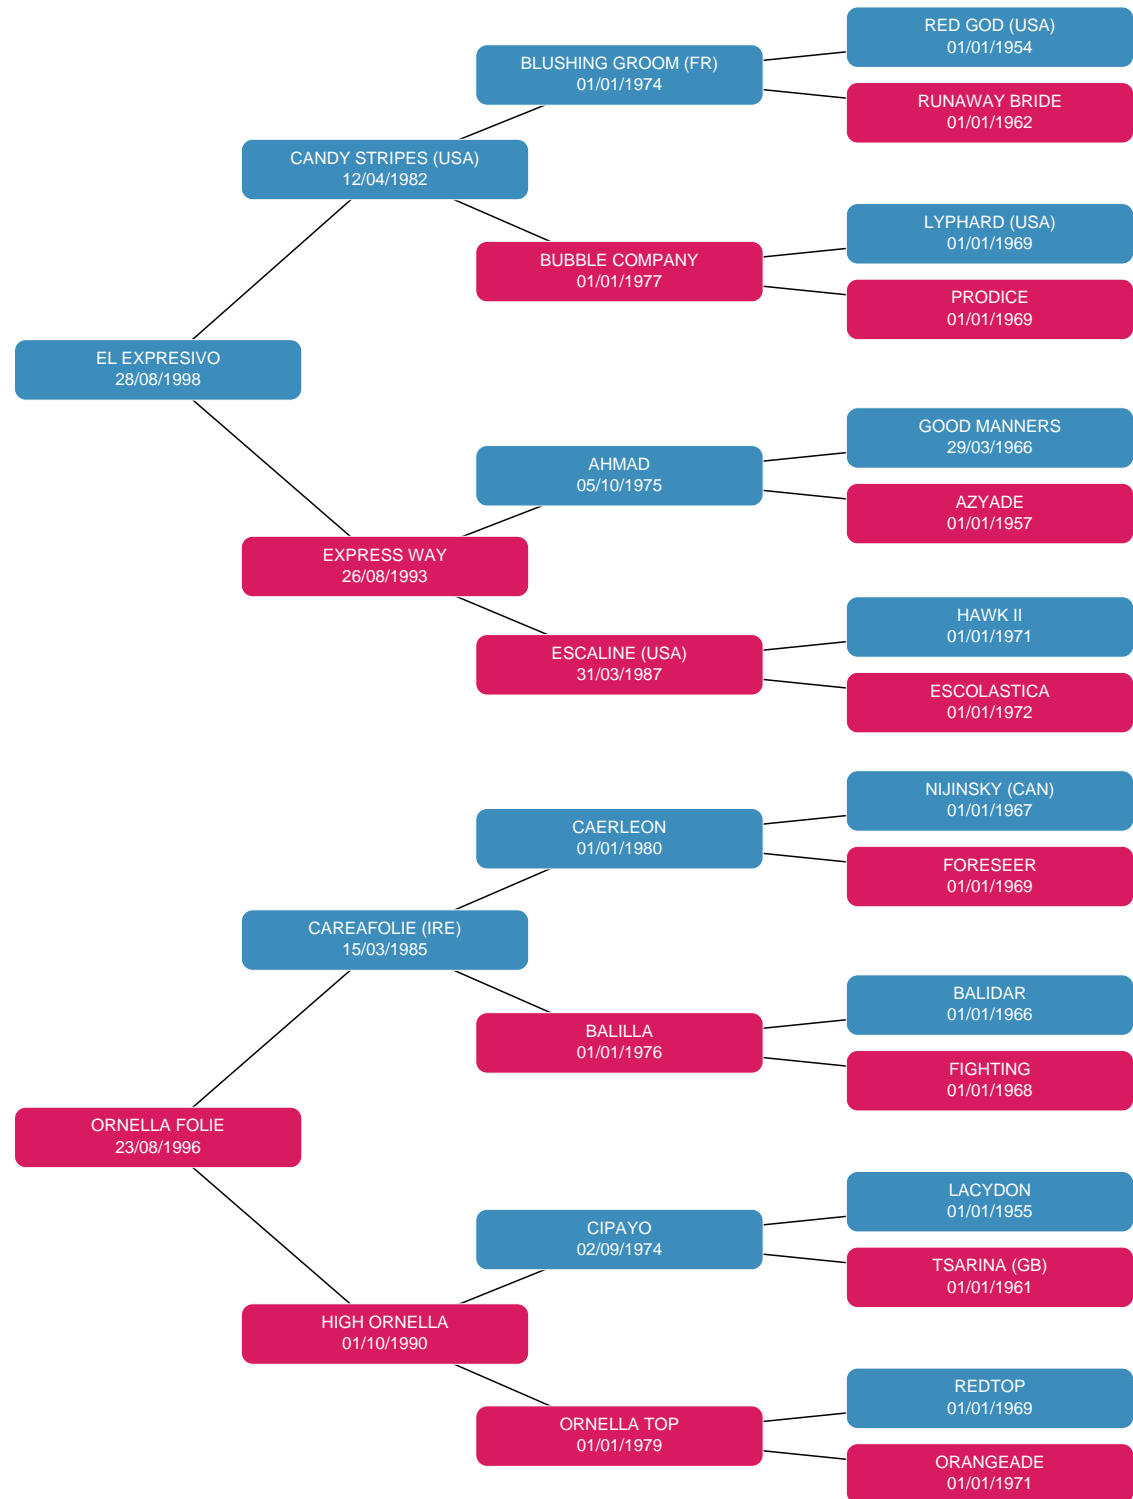 RED GOD (USA)
01/01/1954
BLUSHING GROOM (FR)
01/01/1974
RUNAWAY BRIDE
01/01/1962
CANDY STRIPES (USA)
12/04/1982
LYPHARD (USA)
01/01/1969
BUBBLE COMPANY
01/01/1977
PRODICE
01/01/1969
EL EXPRESIVO
28/08/1998
GOOD MANNERS
29/03/1966
AHMAD
05/10/1975
AZYADE
01/01/1957
EXPRESS WAY
26/08/1993
HAWK II
01/01/1971
ESCALINE (USA)
31/03/1987
ESCOLASTICA
01/01/1972
NIJINSKY (CAN)
01/01/1967
CAERLEON
01/01/1980
FORESEER
01/01/1969
CAREAFOLIE (IRE)
15/03/1985
BALIDAR
01/01/1966
BALILLA
01/01/1976
FIGHTING
01/01/1968
ORNELLA FOLIE
23/08/1996
LACYDON
01/01/1955
CIPAYO
02/09/1974
TSARINA (GB)
01/01/1961
HIGH ORNELLA
01/10/1990
REDTOP
01/01/1969
ORNELLA TOP
01/01/1979
ORANGEADE
01/01/1971